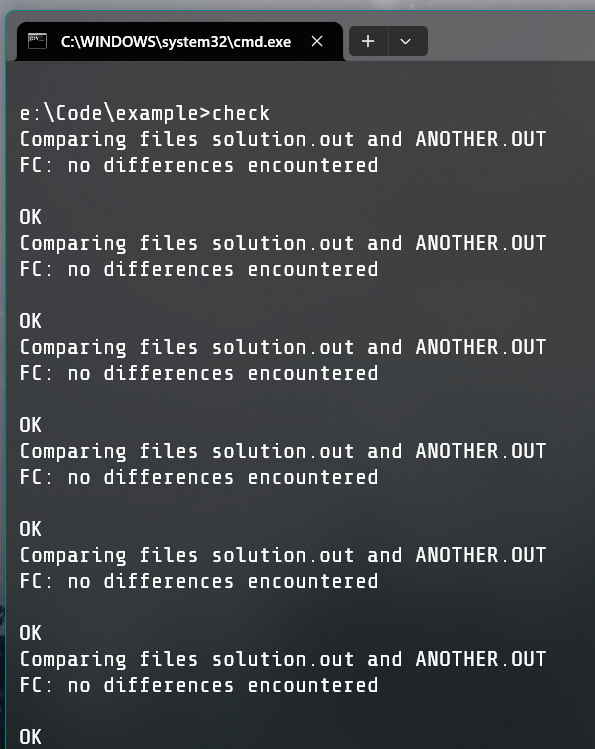 C:\WINDOWS\system32\cmd.exe
e:\Code\example>check
Comparing files solution.out and ANOTHER.OUT
FC: no differences encountered
OK
Comparing files solution.out and ANOTHER.OUT
FC: no differences encountered
OK
Comparing files solution.out and ANOTHER.OUT
FC: no differences encountered
OK
Comparing files solution.out and ANOTHER.OUT
FC: no differences encountered
OK
Comparing files solution.out and ANOTHER.OUT
FC: no differences encountered
OK
Comparing files solution.out and ANOTHER.OUT
FC: no differences encountered
OK